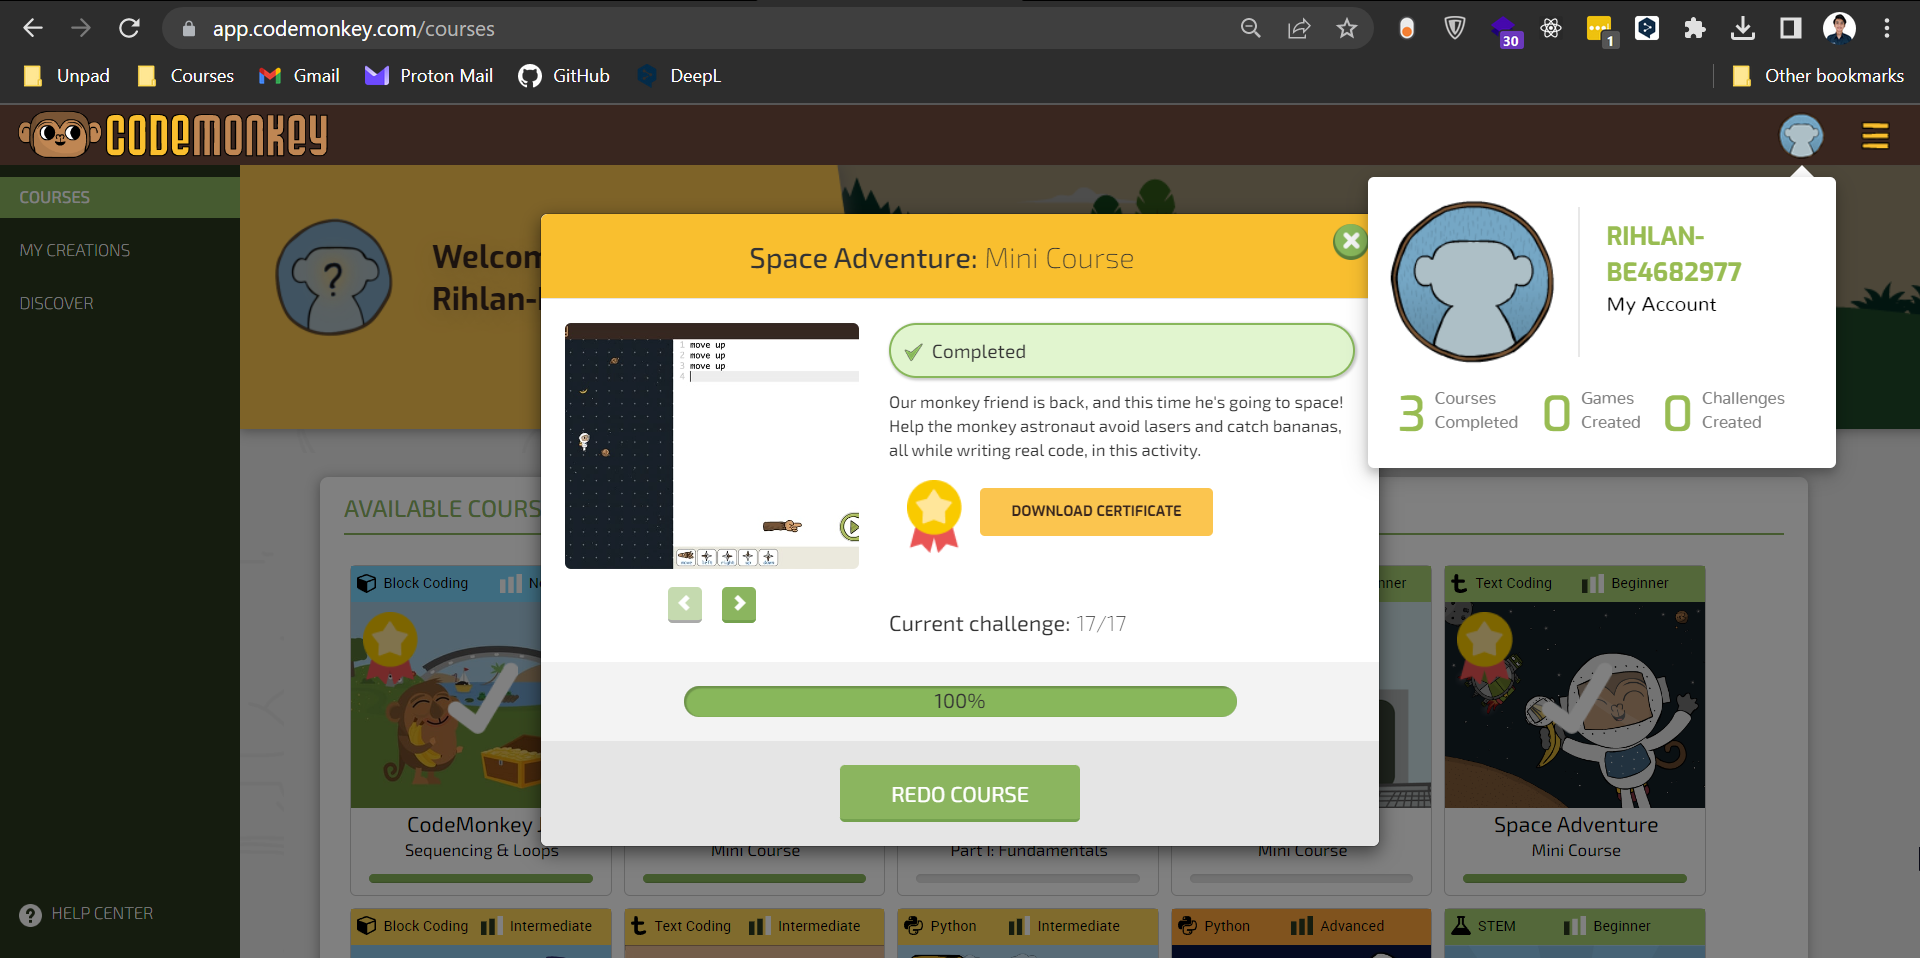 app.codemonkey.com/courses
30
1
Unpad
Courses
Gmail
Proton Mail
GitHub
DeepL
Other bookmarks
CODEMONKEY
COURSES
MY CREATIONS
DISCOVER
HELP CENTER
?
Rihlan-
Space Adventure: Mini Course
1 move up
2 move up
3 move up
4
Completed
Our monkey friend is back, and this time he's going to space!
Help the monkey astronaut avoid lasers and catch bananas,
all while writing real code, in this activity.
DOWNLOAD CERTIFICATE
Current challenge: 17/17
100%
REDO COURSE
RIHLAN-
BE4682977
My Account
3 Courses Completed
0 Games Created
0 Challenges Created
AVAILABLE
Block Coding
Text Coding Beginner
CodeMonkey
Sequencing & Loops
Mini Course
Part 1: Fundamentals
Mini Course
Space Adventure
Mini Course
Block Coding Intermediate
Text Coding Intermediate
Python Intermediate
Python Advanced
STEM Beginner